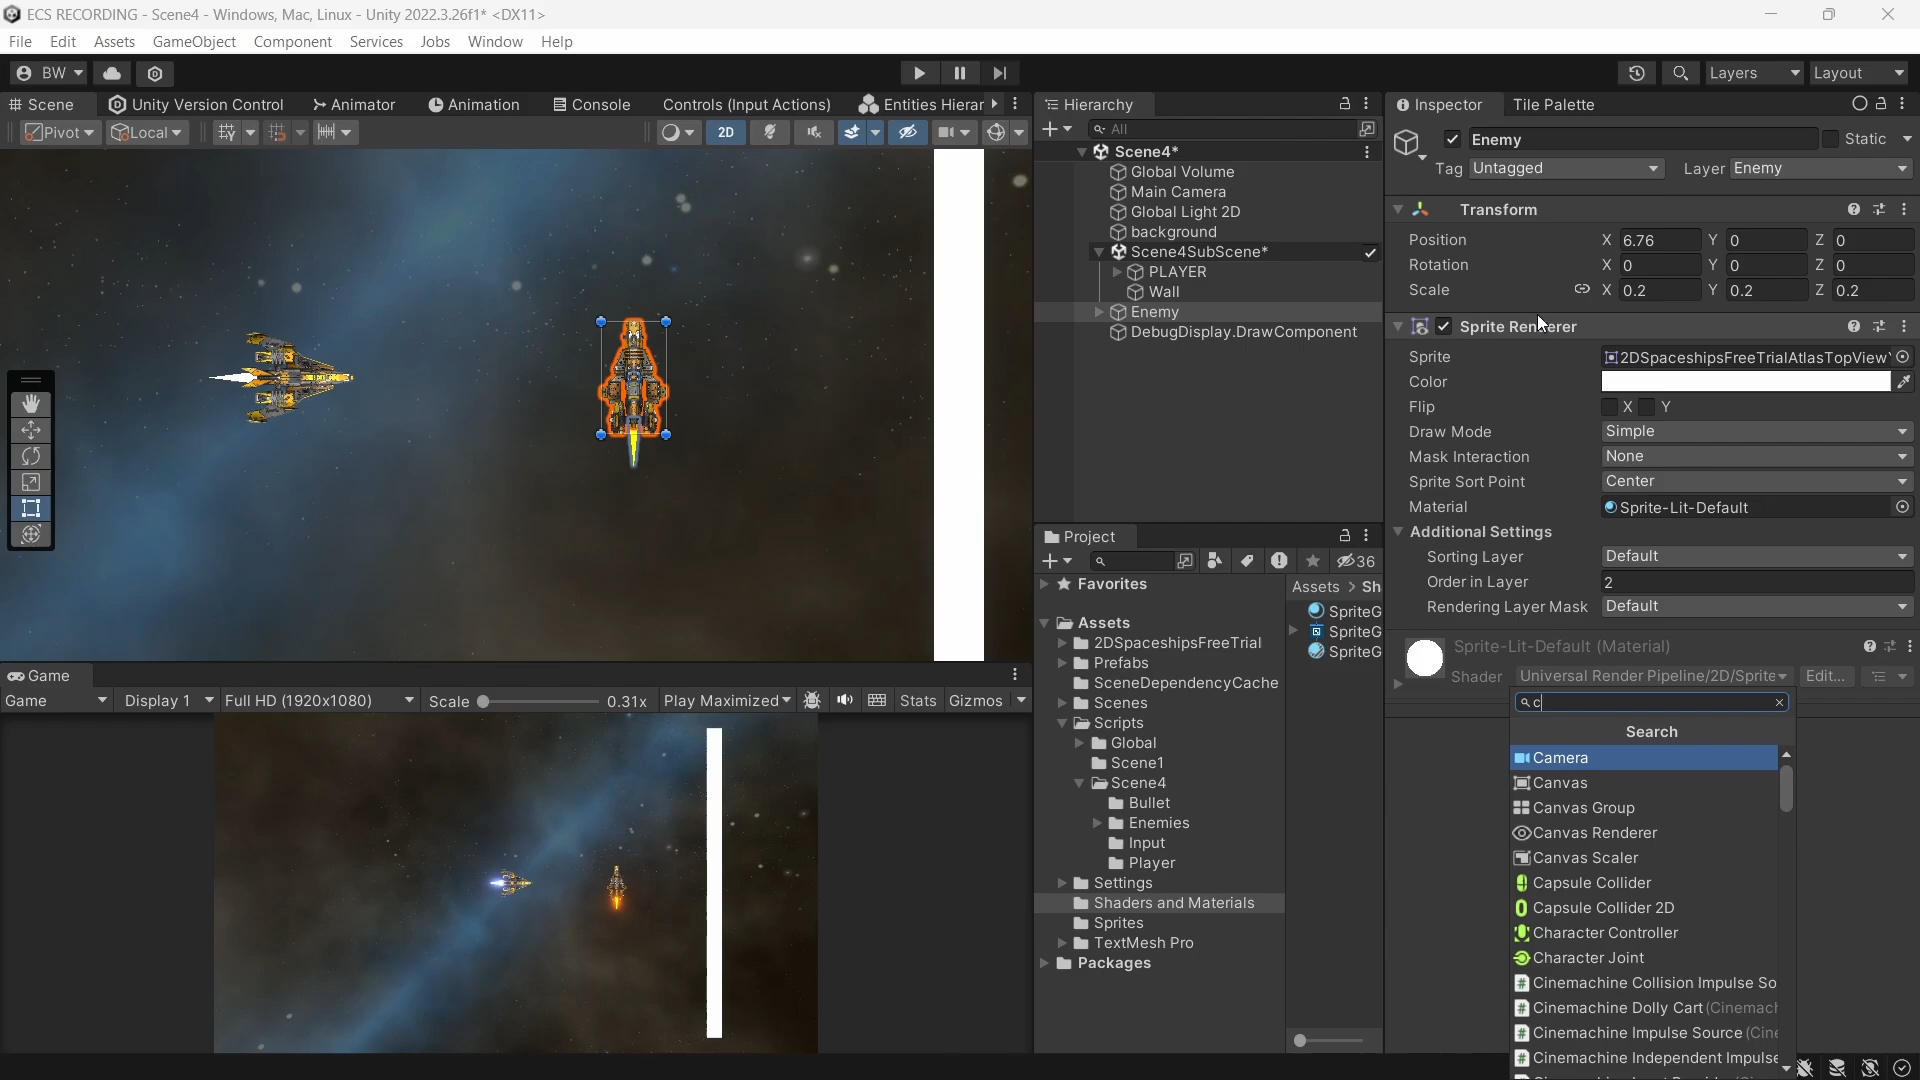 ECS RECORDING - Scene4 - Windows, Mac, Linux - Unity 2022.3.26f1* <DX11>
File Edit Assets GameObject Component Services Jobs Window Help
BW Layers Layout
Scene Unity Version Control Animator Animation Console Controls (Input Actions) Entities Hierar
Pivot Local 2D
Hierarchy
All
Scene4*
Global Volume
Main Camera
Global Light 2D
background
Scene4SubScene*
PLAYER
Wall
Enemy
DebugDisplay.DrawComponent
Project
36
Favorites
Assets
2DSpaceshipsFreeTrial
Prefabs
SceneDependencyCache
Scenes
Scripts
Global
Scene1
Scene4
Bullet
Enemies
Input
Player
Settings
Shaders and Materials
Sprites
TextMesh Pro
Packages
Assets > Sh
SpriteG
SpriteG
SpriteG
Inspector Tile Palette
Enemy Static
Tag Untagged Layer Enemy
Transform
Position X 6.76 Y 0 Z 0
Rotation X 0 Y 0 Z 0
Scale X 0.2 Y 0.2 Z 0.2
Sprite Renderer
Sprite 2DSpaceshipsFreeTrialAtlasTopView
Color
Flip X Y
Draw Mode Simple
Mask Interaction None
Sprite Sort Point Center
Material Sprite-Lit-Default
Additional Settings
Sorting Layer Default
Order in Layer 2
Rendering Layer Mask Default
Sprite-Lit-Default (Material)
Shader Universal Render Pipeline/2D/Sprite Edit...
c
Search
Camera
Canvas
Canvas Group
Canvas Renderer
Canvas Scaler
Capsule Collider
Capsule Collider 2D
Character Controller
Character Joint
Cinemachine Collision Impulse So
Cinemachine Dolly Cart (Cinemach
Cinemachine Impulse Source (Cine
Cinemachine Independent Impulse
Game
Game Display 1 Full HD (1920x1080) Scale 0.31x Play Maximized Stats Gizmos